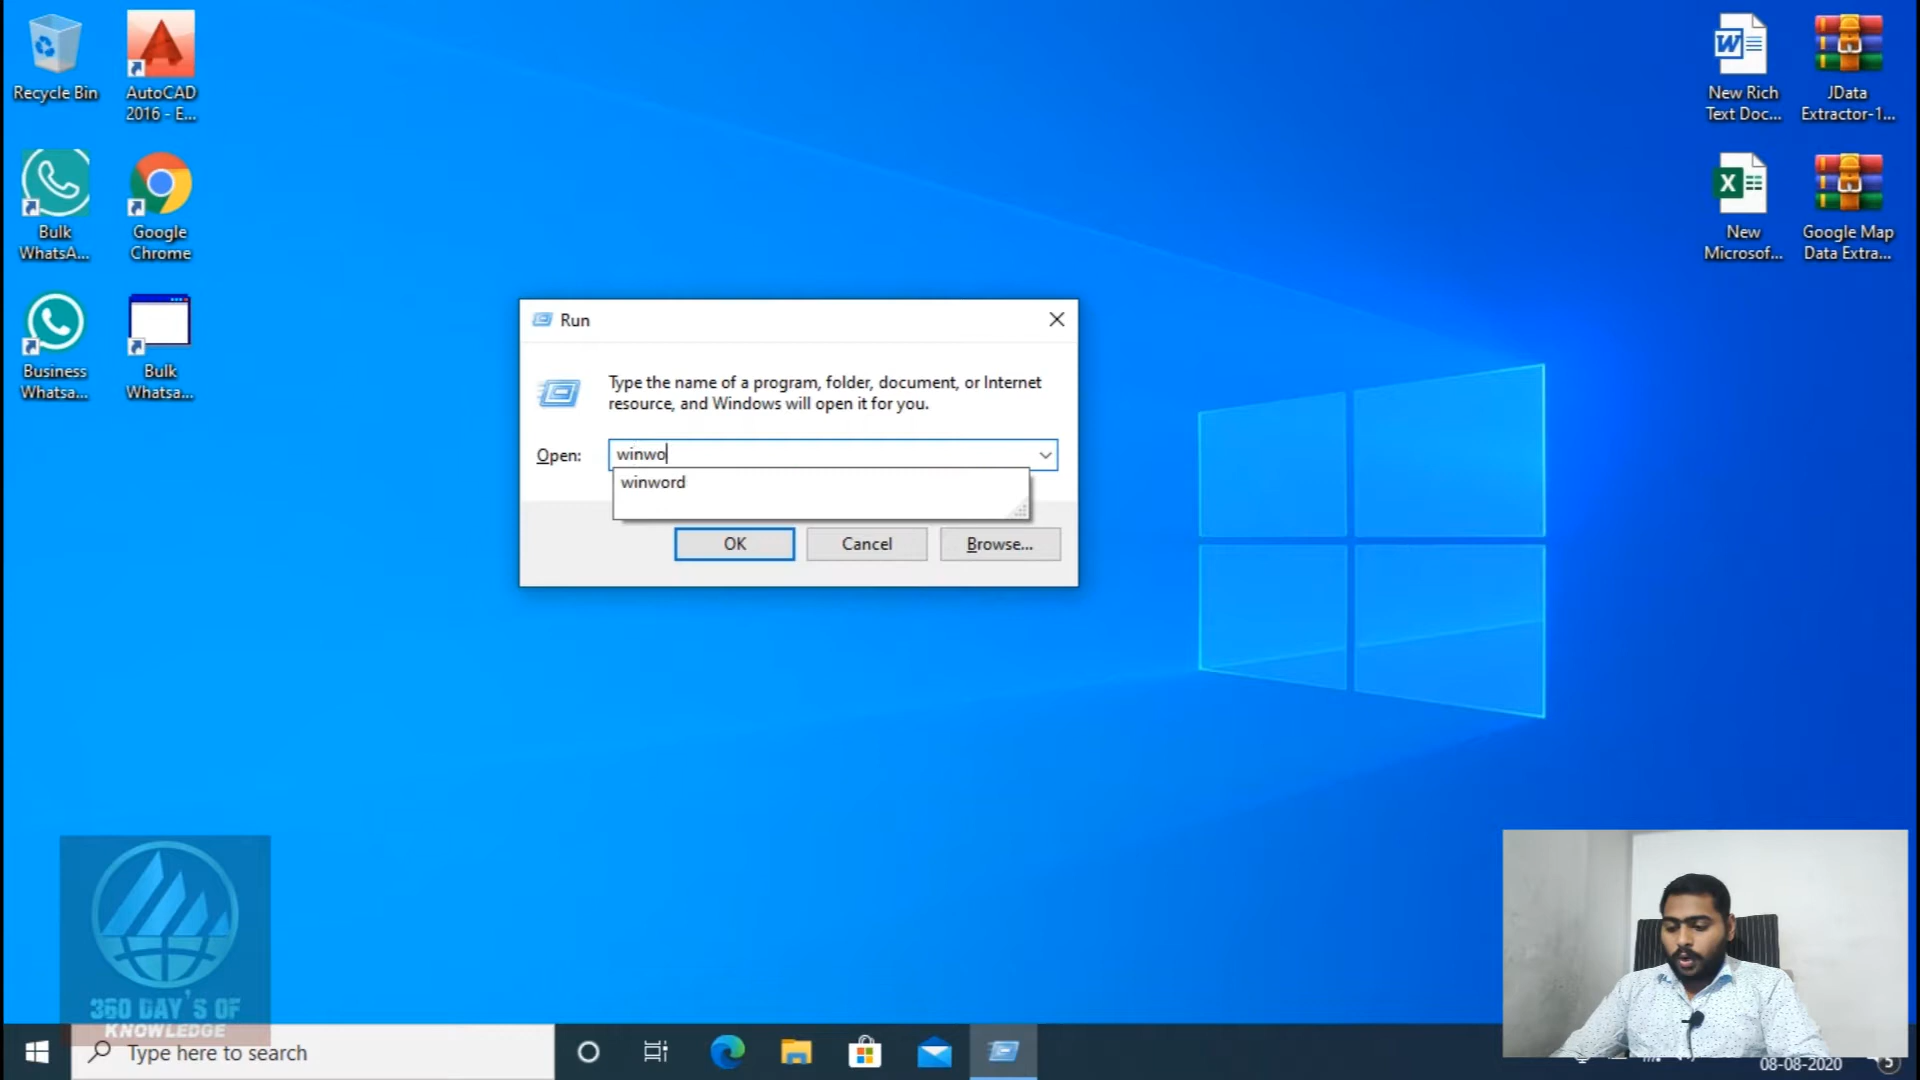 Recycle Bin
AutoCAD
2016 - E...
Bulk
WhatsA...
Google
Chrome
Business
Whatsa...
Bulk
Whatsa...
New Rich
Text Doc...
JData
Extractor-1...
New
Microsof...
Google Map
Data Extra...
Run
Type the name of a program, folder, document, or Internet
resource, and Windows will open it for you.
Open:
winwo
winword
OK
Cancel
Browse...
360 DAY'S OF
KNOWLEDGE
Type here to search
08-08-2020
5